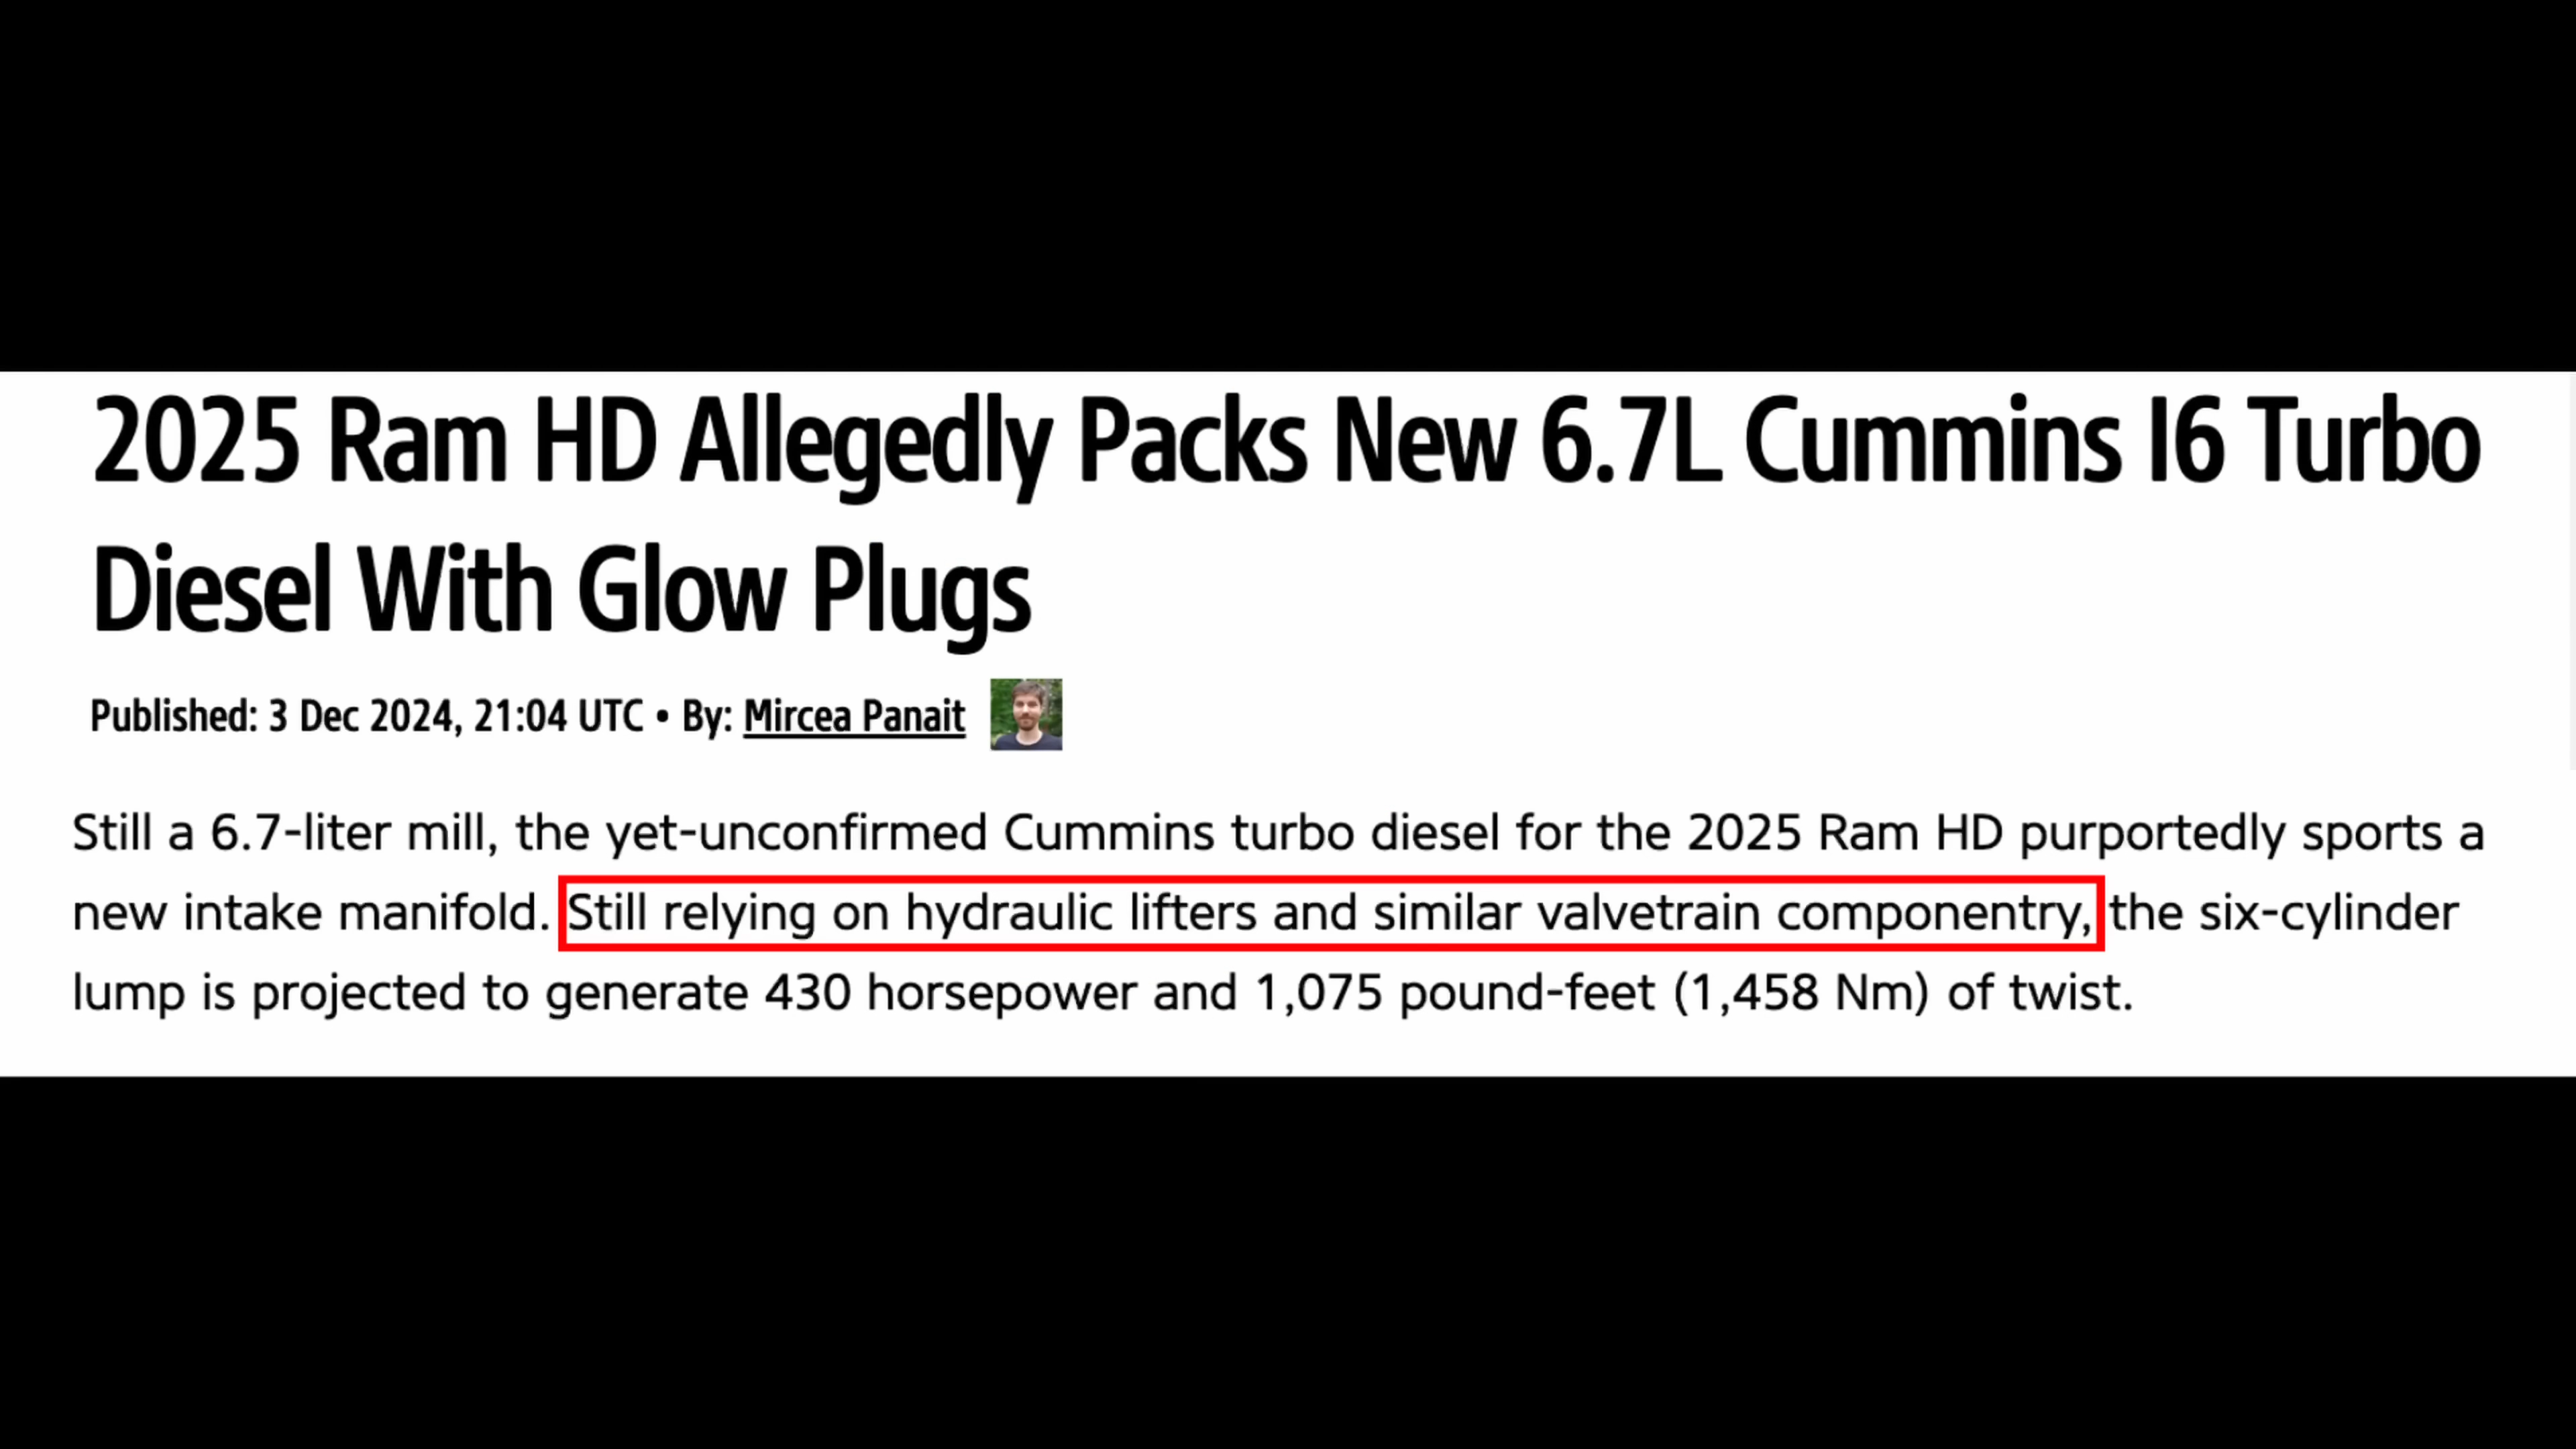 2025 Ram HD Allegedly Packs New 6.7L Cummins I6 Turbo
Diesel With Glow Plugs
Published: 3 Dec 2024, 21:04 UTC • By: Mircea Panait
Still a 6.7-liter mill, the yet-unconfirmed Cummins turbo diesel for the 2025 Ram HD purportedly sports a
new intake manifold. Still relying on hydraulic lifters and similar valvetrain componentry, the six-cylinder
lump is projected to generate 430 horsepower and 1,075 pound-feet (1,458 Nm) of twist.